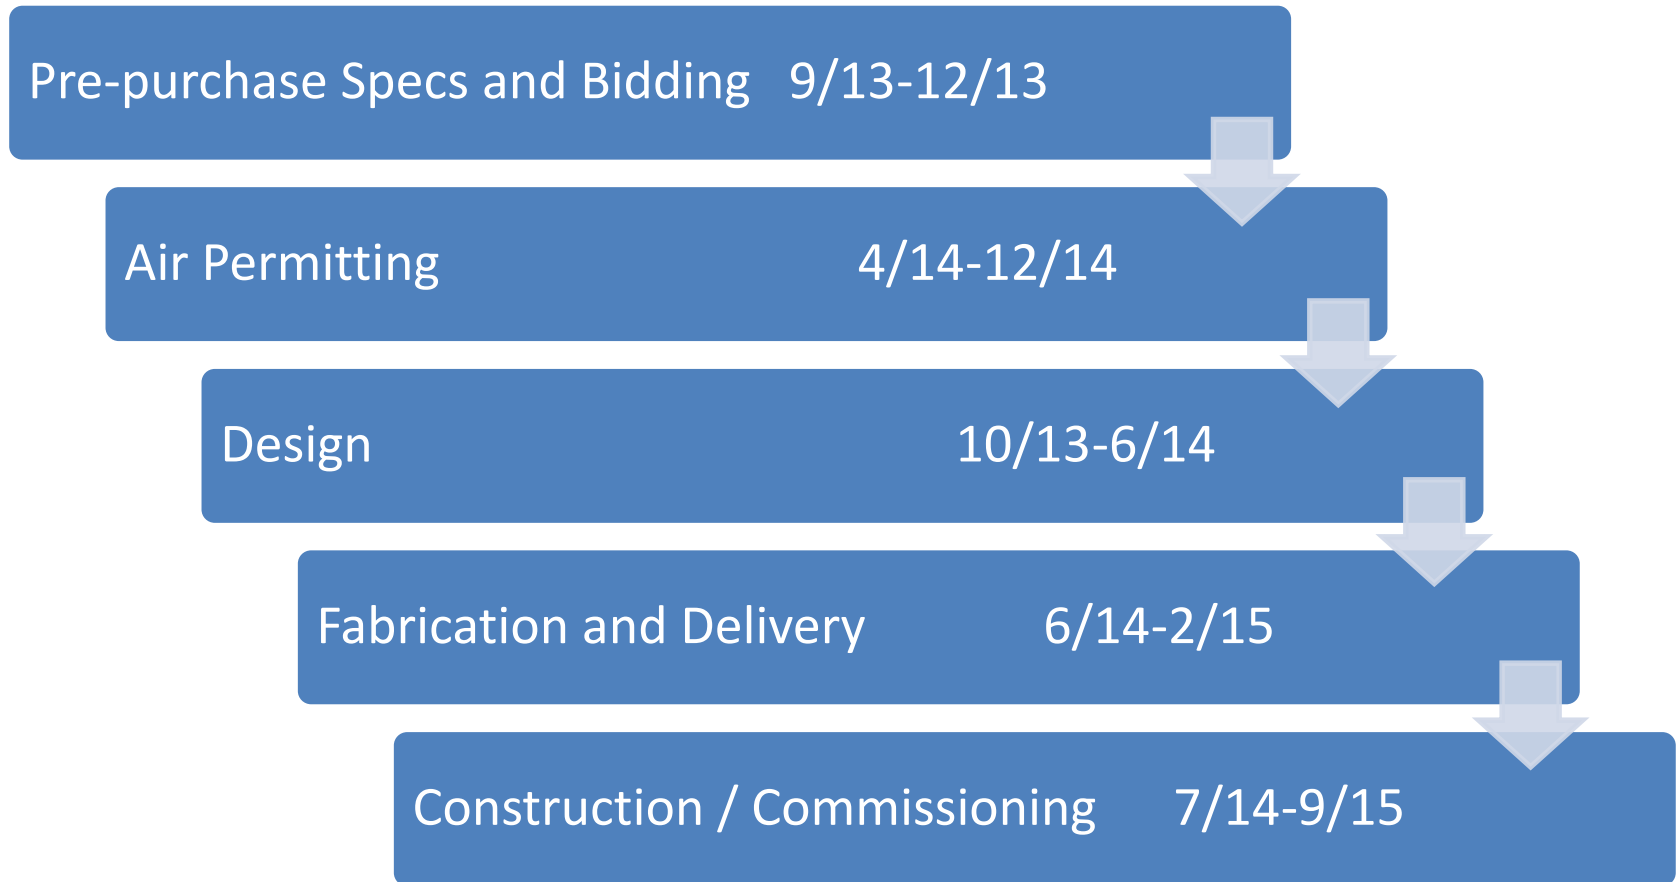 Pre-purchase Specs and Bidding 9/13-12/13
Air Permitting 4/14-12/14
Design 10/13-6/14
Fabrication and Delivery 6/14-2/15
Construction / Commissioning 7/14-9/15